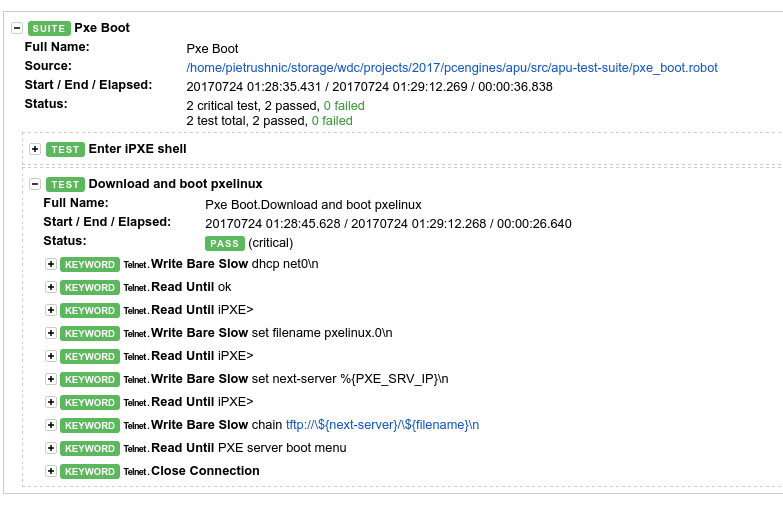 SUITE Pxe Boot
Full Name: Pxe Boot
Source: /home/pietrushnic/storage/wdc/projects/2017/pcengines/apu/src/apu-test-suite/pxe_boot.robot
Start / End / Elapsed: 20170724 01:28:35.431 / 20170724 01:29:12.269 / 00:00:36.838
Status: 2 critical test, 2 passed, 0 failed
2 test total, 2 passed, 0 failed
TEST Enter iPXE shell
TEST Download and boot pxelinux
Full Name: Pxe Boot.Download and boot pxelinux
Start / End / Elapsed: 20170724 01:28:45.628 / 20170724 01:29:12.268 / 00:00:26.640
Status: PASS (critical)
KEYWORD Telnet.Write Bare Slow dhcp net0\n
KEYWORD Telnet.Read Until ok
KEYWORD Telnet.Read Until iPXE>
KEYWORD Telnet.Write Bare Slow set filename pxelinux.0\n
KEYWORD Telnet.Read Until iPXE>
KEYWORD Telnet.Write Bare Slow set next-server %{PXE_SRV_IP}\n
KEYWORD Telnet.Read Until iPXE>
KEYWORD Telnet.Write Bare Slow chain tftp://\${next-server}/\${filename}\n
KEYWORD Telnet.Read Until PXE server boot menu
KEYWORD Telnet.Close Connection